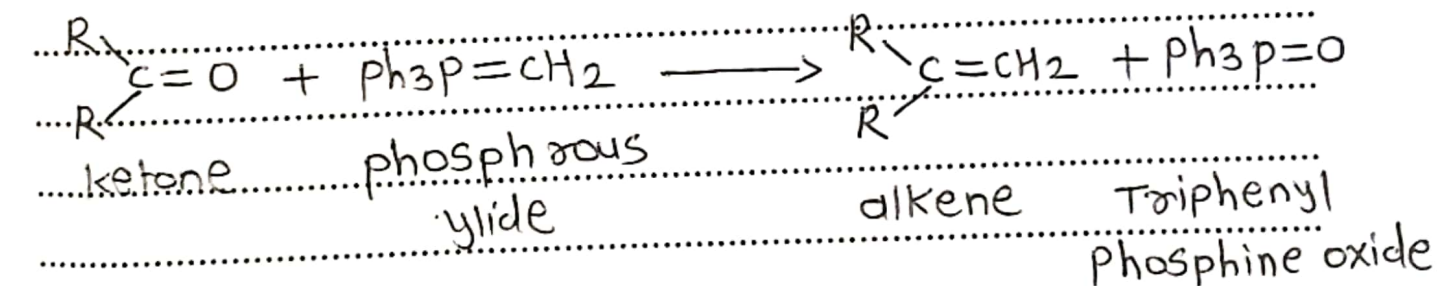 R R
C=O + Ph3P=CH2 ⟶ C=CH2 + Ph3P=O
R R
ketone phosphrous alkene Triphenyl
ylide Phosphine oxide